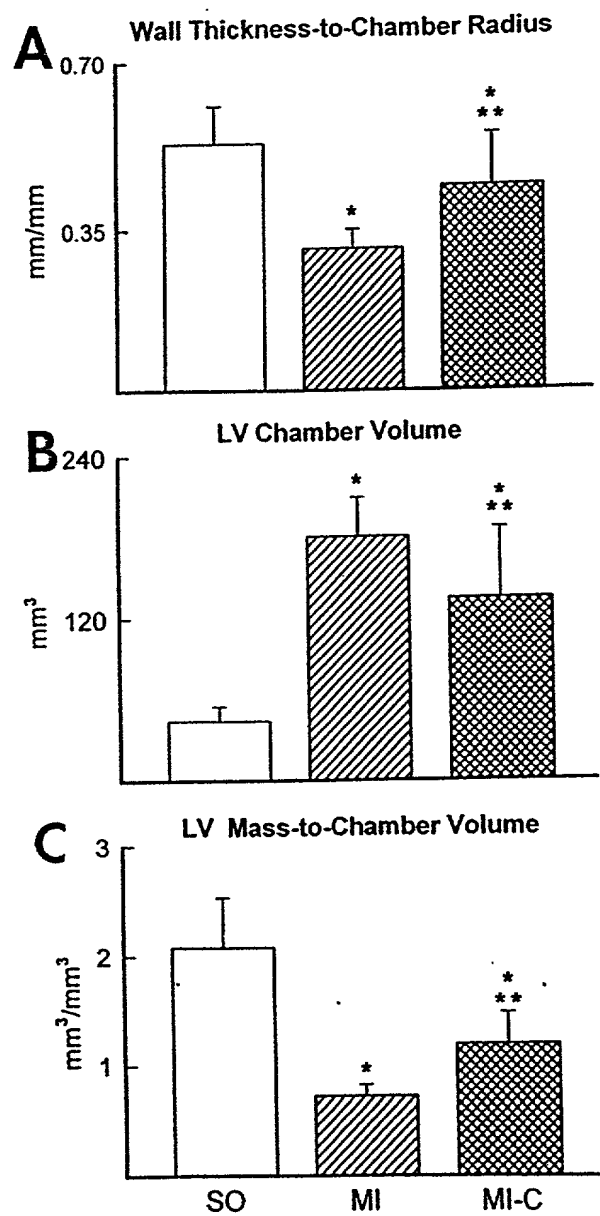 A
Wall Thickness-to-Chamber Radius
0.70
*
**
*
mm/mm
0.35
B
LV Chamber Volume
240
*
*
**
mm³
120
C
LV Mass-to-Chamber Volume
3
2
*
**
mm³/mm³
*
1
SO MI MI-C